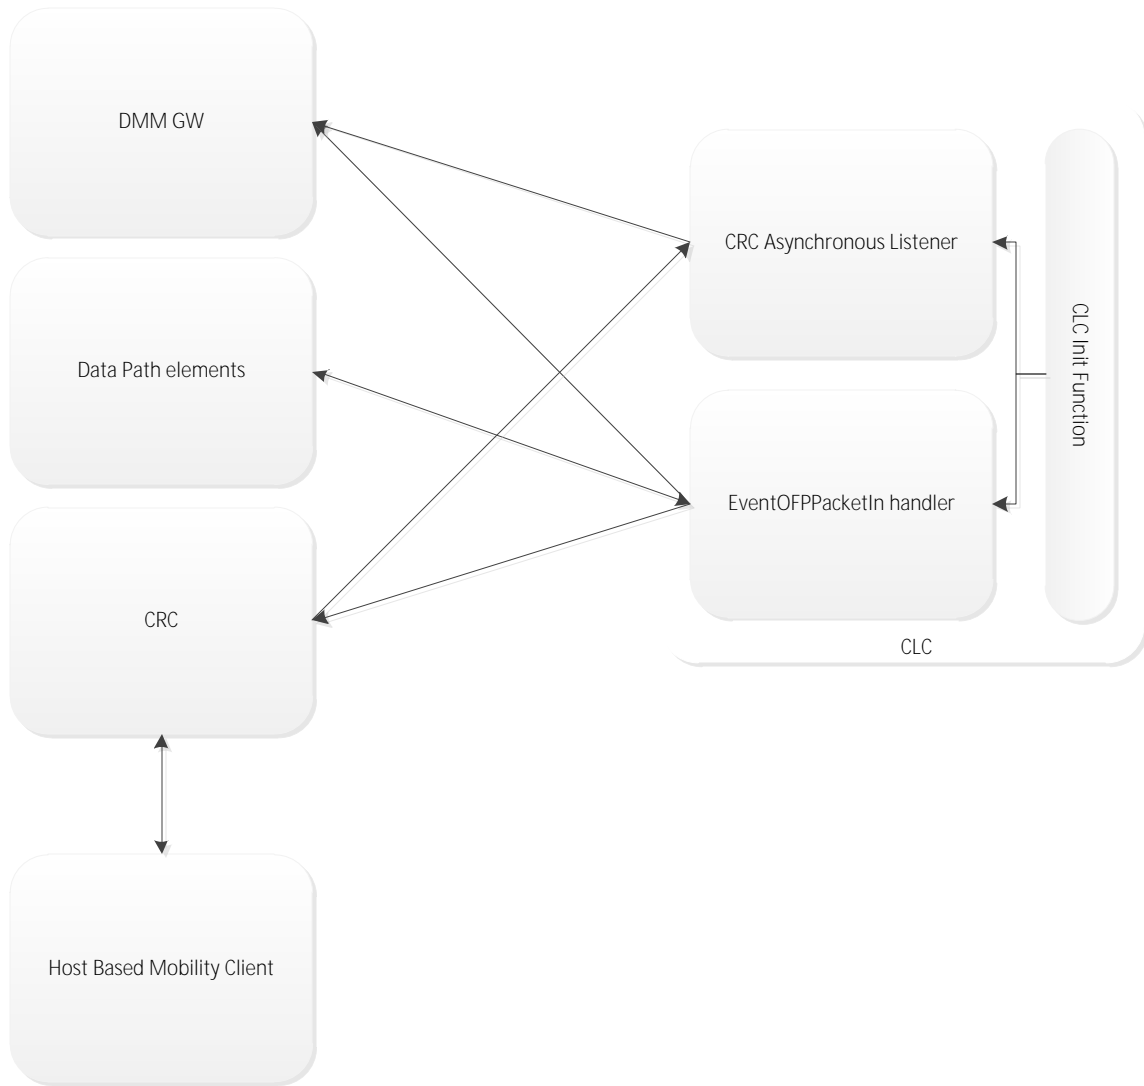 DMM GW
CRC Asynchronous Listener
CLC Init Function
Data Path elements
EventOFPPacketIn handler
CRC
CLC
Host Based Mobility Client